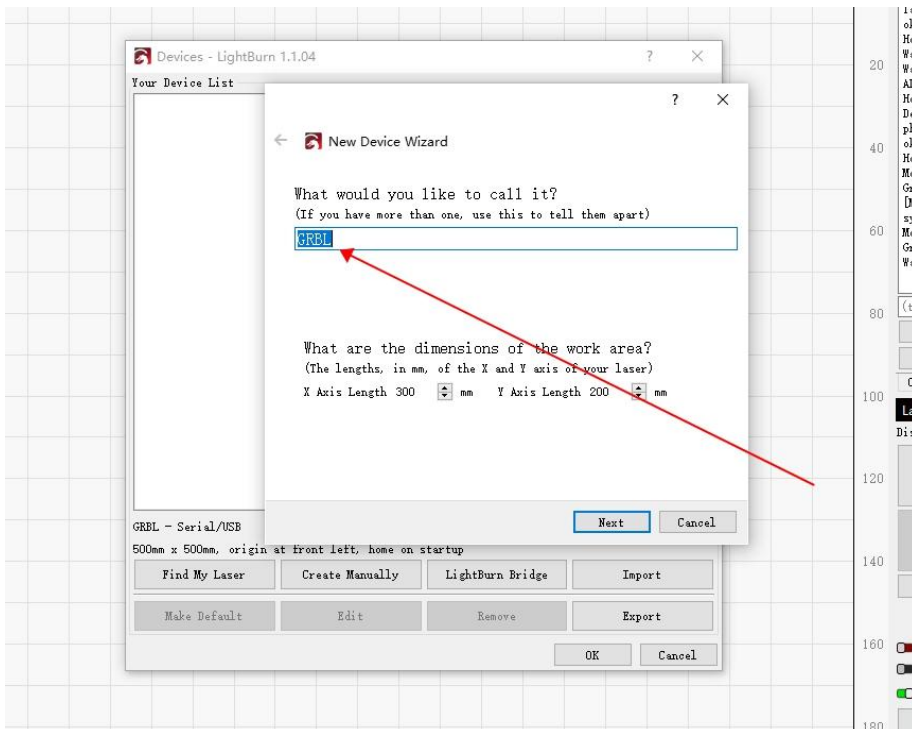 Devices - LightBurn 1.1.04
?
Your Device List
?
New Device Wizard
What would you like to call it?
(If you have more than one, use this to tell them apart)
GRBL
What are the dimensions of the work area?
(The lengths, in mm, of the X and Y axis of your laser)
X Axis Length 300 mm Y Axis Length 200 mm
Next Cancel
GRBL - Serial/USB
500mm x 500mm, origin at front left, home on startup
Find My Laser Create Manually LightBurn Bridge Import
Make Default Edit Remove Export
OK Cancel
20
40
60
80
100
120
140
160
180